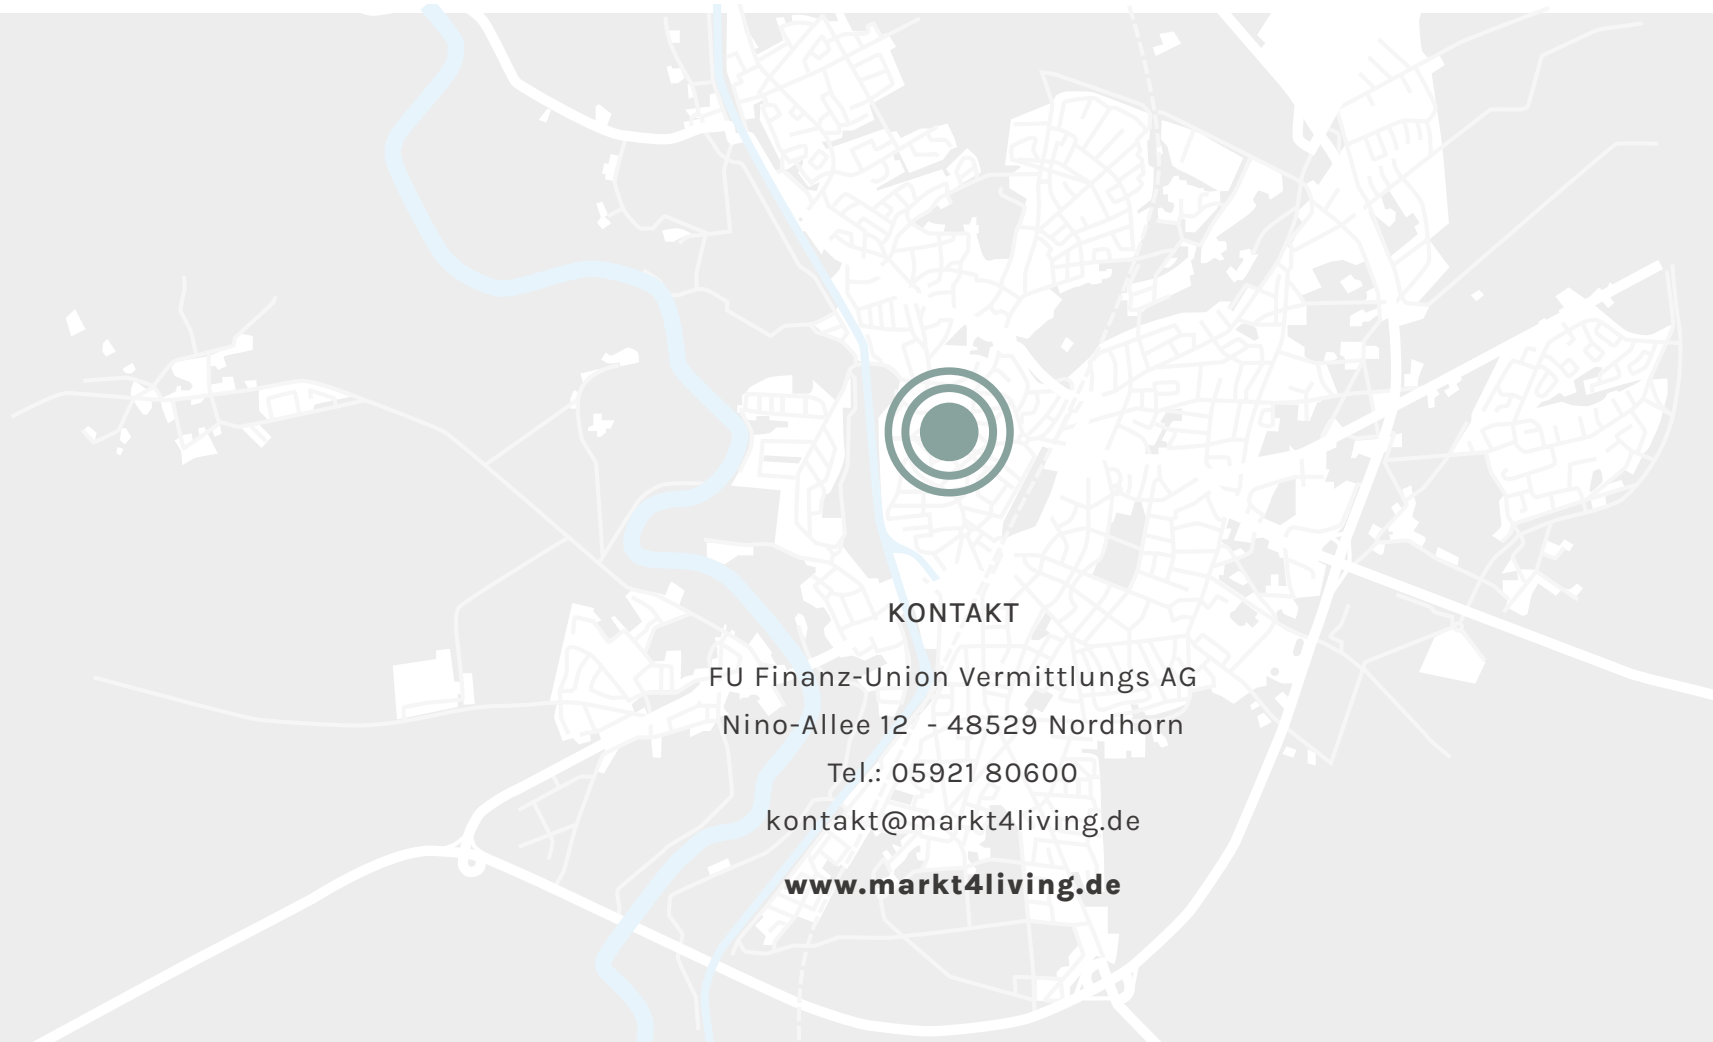 KONTAKT
FU Finanz-Union Vermittlungs AG
Nino-Allee 12 - 48529 Nordhorn
Tel.: 05921 80600
kontakt@markt4living.de
www.markt4living.de